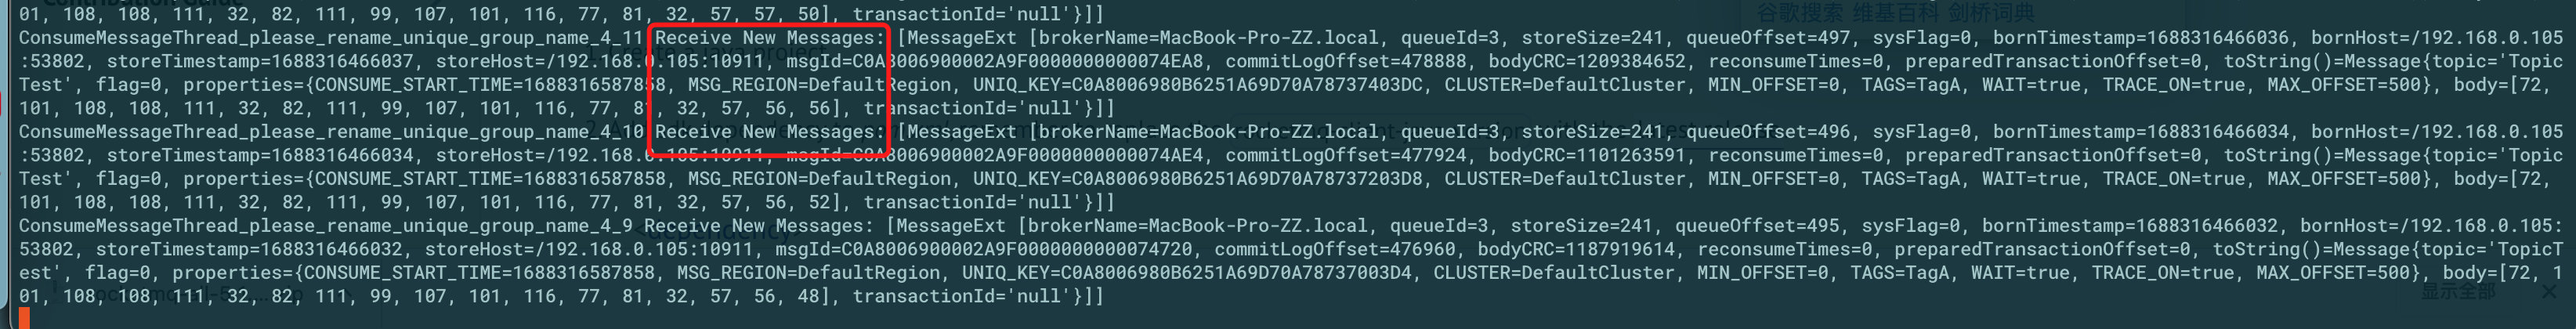 谷歌搜索 维基百科 剑桥词典
01, 108, 108, 111, 32, 82, 111, 99, 107, 101, 116, 77, 81, 32, 57, 57, 50], transactionId='null'}]]
ConsumeMessageThread_please_rename_unique_group_name_4_11 Receive New Messages: [MessageExt [brokerName=MacBook-Pro-ZZ.local, queueId=3, storeSize=241, queueOffset=497, sysFlag=0, bornTimestamp=1688316466036, bornHost=/192.168.0.105
:53802, storeTimestamp=1688316466037, storeHost=/192.168.0.105:10911, msgId=C0A8006900002A9F0000000000074EA8, commitLogOffset=478888, bodyCRC=1209384652, reconsumeTimes=0, preparedTransactionOffset=0, toString()=Message{topic='Topic
Test', flag=0, properties={CONSUME_START_TIME=1688316587858, MSG_REGION=DefaultRegion, UNIQ_KEY=C0A8006980B6251A69D70A78737403DC, CLUSTER=DefaultCluster, MIN_OFFSET=0, TAGS=TagA, WAIT=true, TRACE_ON=true, MAX_OFFSET=500}, body=[72,
101, 108, 108, 111, 32, 82, 111, 99, 107, 101, 116, 77, 81, 32, 57, 56, 56], transactionId='null'}]]
ConsumeMessageThread_please_rename_unique_group_name_4_10 Receive New Messages: [MessageExt [brokerName=MacBook-Pro-ZZ.local, queueId=3, storeSize=241, queueOffset=496, sysFlag=0, bornTimestamp=1688316466034, bornHost=/192.168.0.105
:53802, storeTimestamp=1688316466034, storeHost=/192.168.0.105:10911, msgId=C0A8006900002A9F0000000000074AE4, commitLogOffset=477924, bodyCRC=1101263591, reconsumeTimes=0, preparedTransactionOffset=0, toString()=Message{topic='Topic
Test', flag=0, properties={CONSUME_START_TIME=1688316587858, MSG_REGION=DefaultRegion, UNIQ_KEY=C0A8006980B6251A69D70A78737203D8, CLUSTER=DefaultCluster, MIN_OFFSET=0, TAGS=TagA, WAIT=true, TRACE_ON=true, MAX_OFFSET=500}, body=[72,
101, 108, 108, 111, 32, 82, 111, 99, 107, 101, 116, 77, 81, 32, 57, 56, 52], transactionId='null'}]]
ConsumeMessageThread_please_rename_unique_group_name_4_9 Receive New Messages: [MessageExt [brokerName=MacBook-Pro-ZZ.local, queueId=3, storeSize=241, queueOffset=495, sysFlag=0, bornTimestamp=1688316466032, bornHost=/192.168.0.105:
53802, storeTimestamp=1688316466032, storeHost=/192.168.0.105:10911, msgId=C0A8006900002A9F0000000000074720, commitLogOffset=476960, bodyCRC=1187919614, reconsumeTimes=0, preparedTransactionOffset=0, toString()=Message{topic='TopicT
est', flag=0, properties={CONSUME_START_TIME=1688316587858, MSG_REGION=DefaultRegion, UNIQ_KEY=C0A8006980B6251A69D70A78737003D4, CLUSTER=DefaultCluster, MIN_OFFSET=0, TAGS=TagA, WAIT=true, TRACE_ON=true, MAX_OFFSET=500}, body=[72, 1
01, 108, 108, 111, 32, 82, 111, 99, 107, 101, 116, 77, 81, 32, 57, 56, 48], transactionId='null'}]]
显示全部